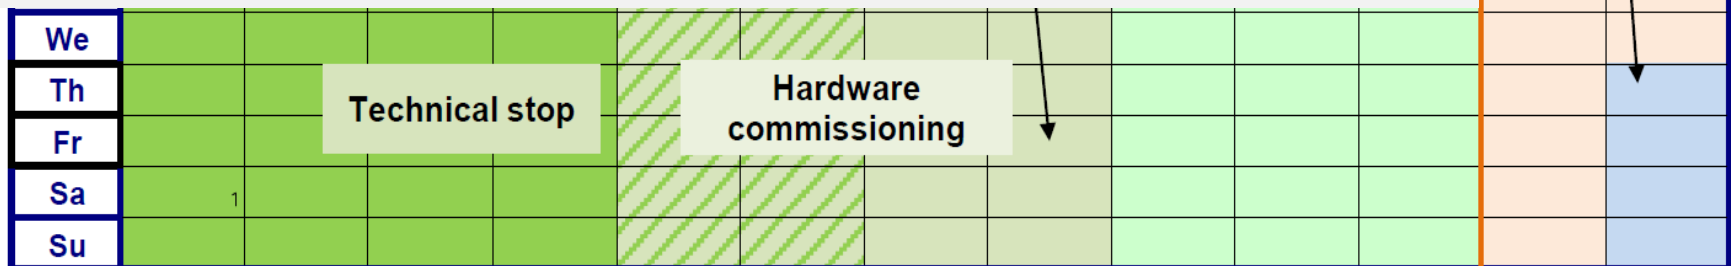 We
Th
Technical stop
Hardware
commissioning
Fr
Sa
1
Su